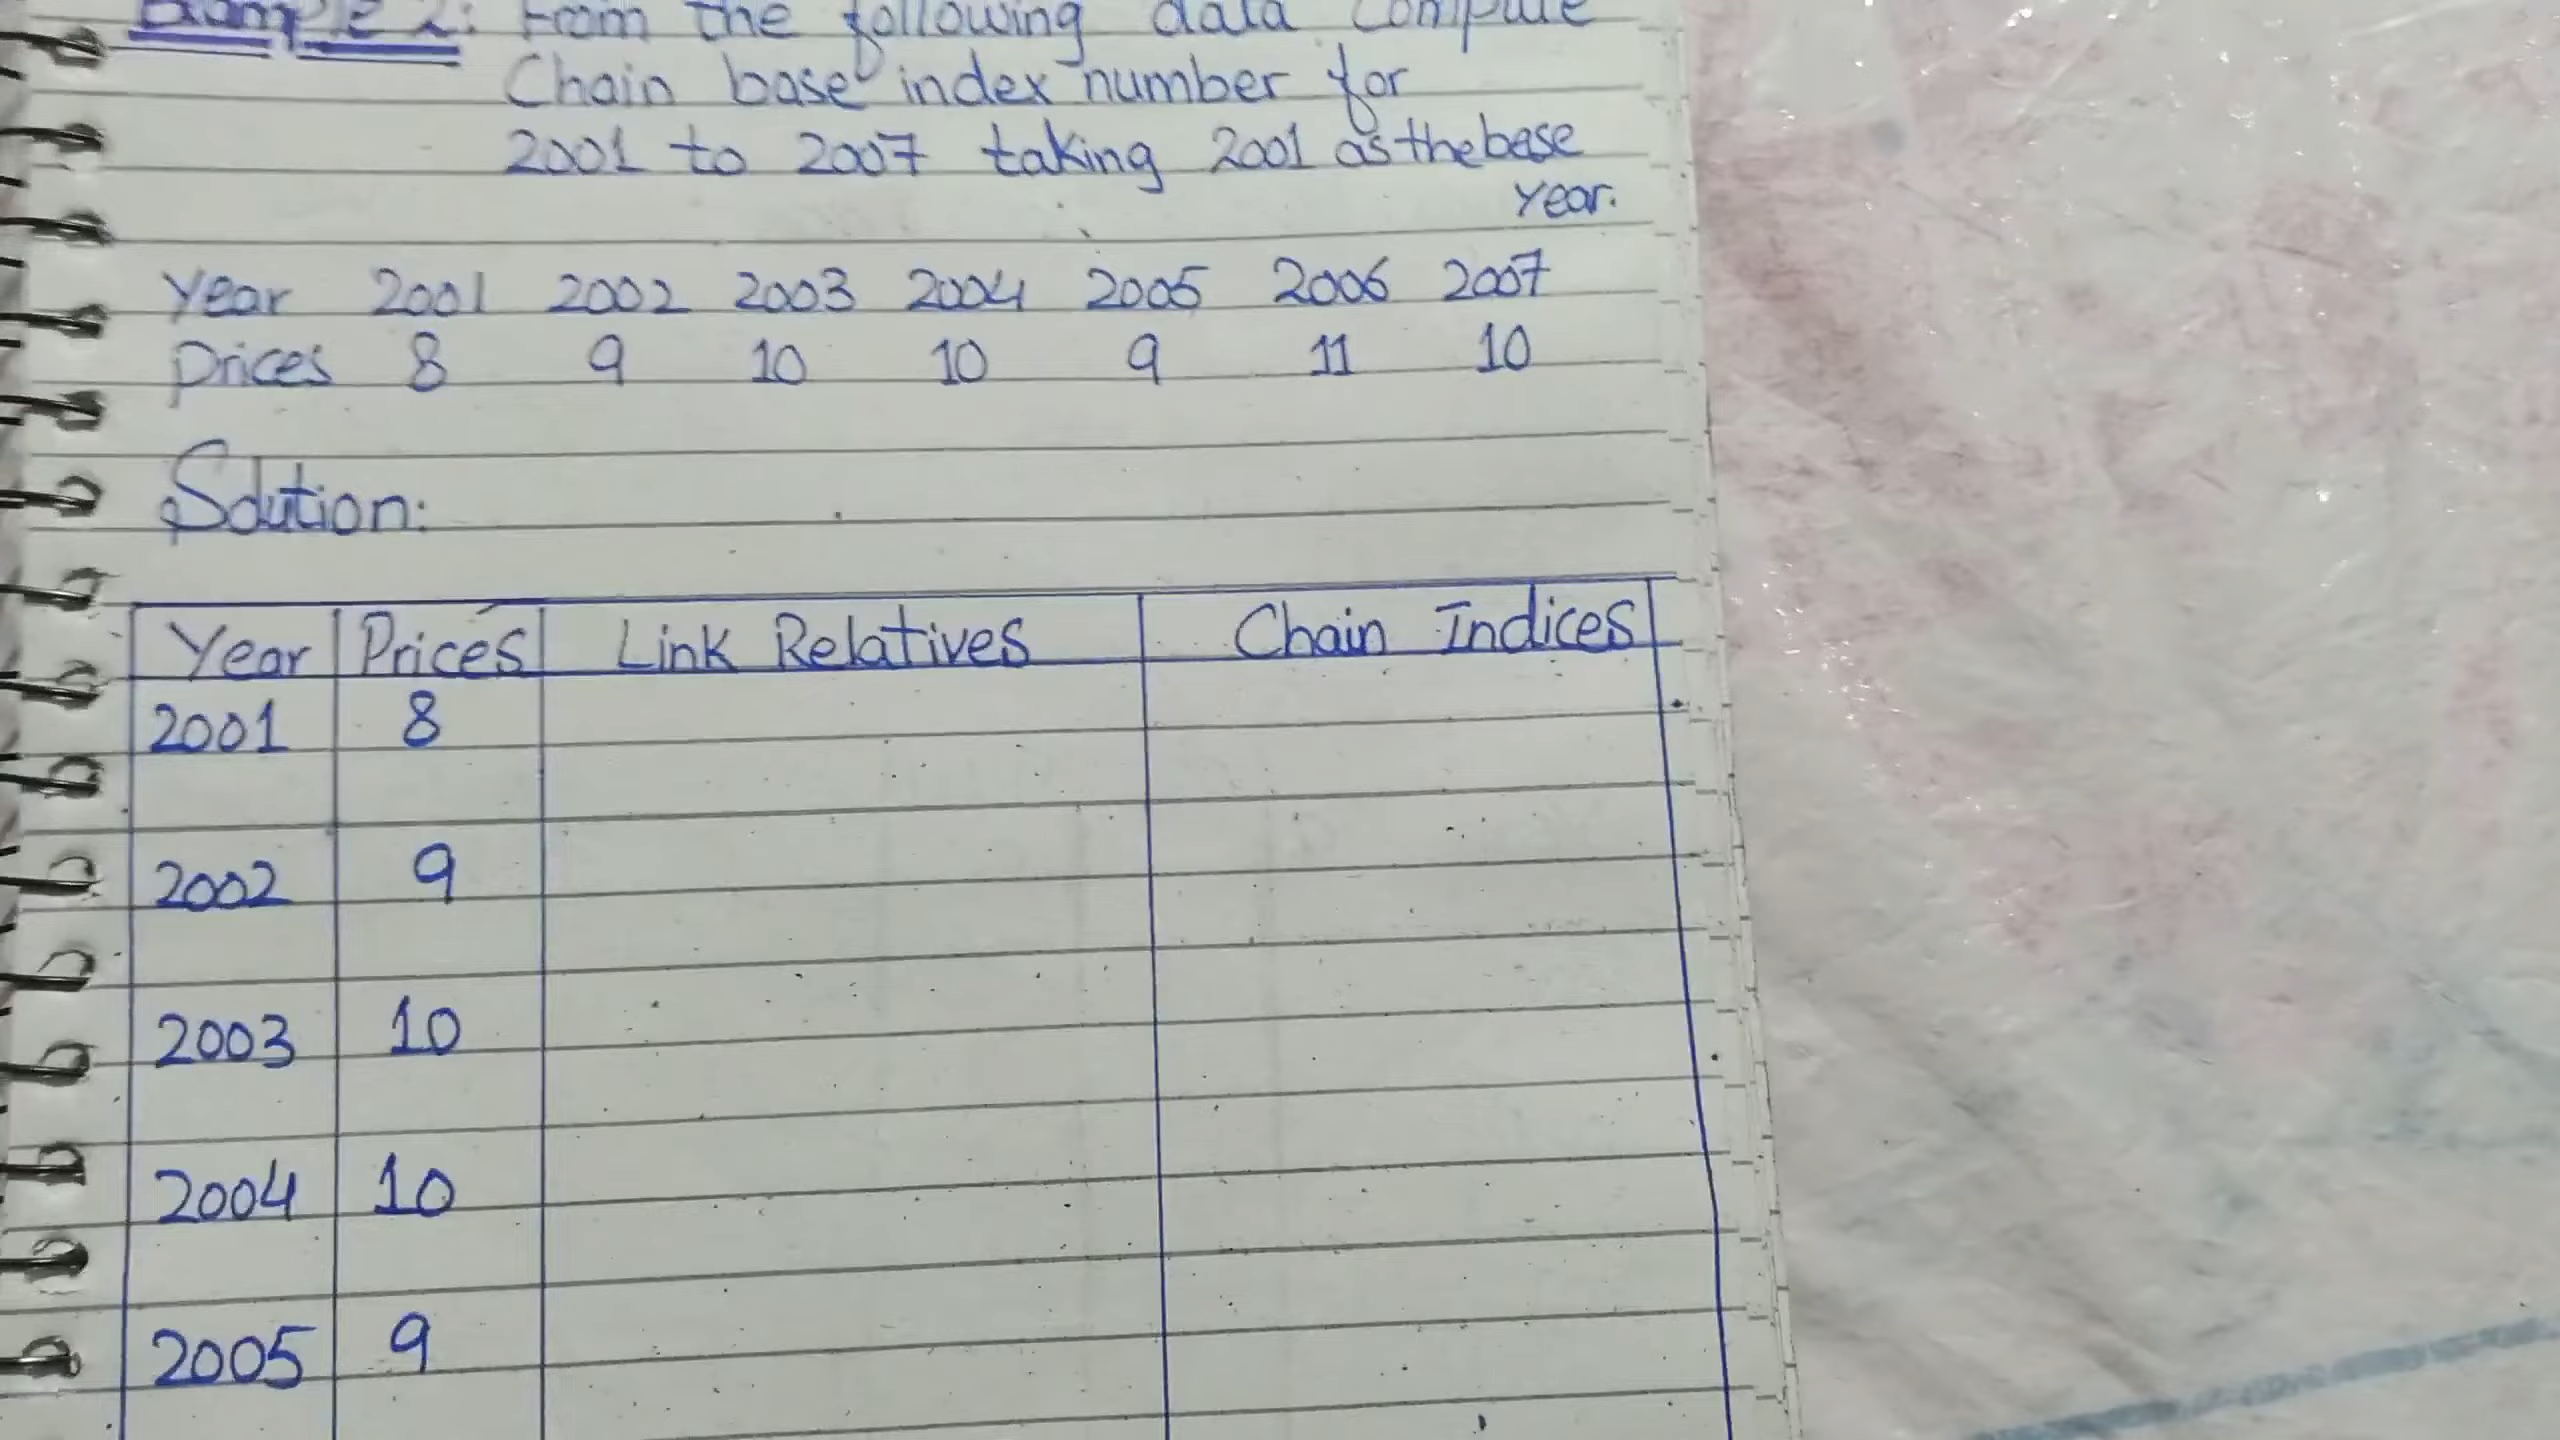 Example 2: From the following data compute
Chain base index number for
2001 to 2007 taking 2001 as the base
year.
Year 2001 2002 2003 2004 2005 2006 2007
Prices 8 9 10 10 9 11 10
Solution:
Year Prices Link Relatives Chain Indices
2001 8
2002 9
2003 10
2004 10
2005 9